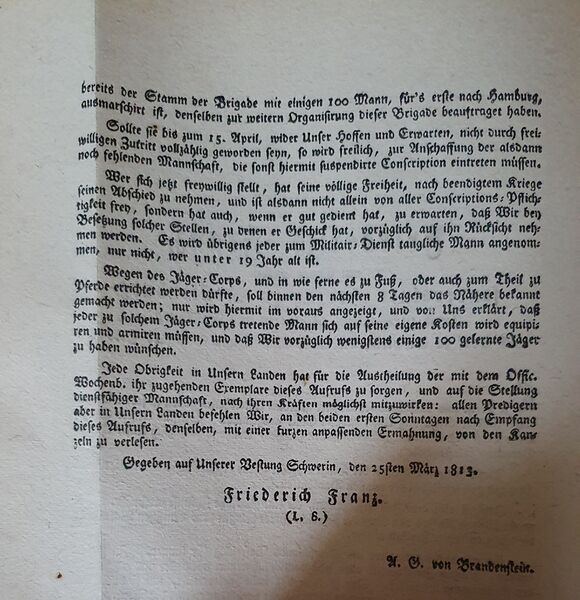 bereits der Stamm der Brigade mit einigen 100 Mann, für's erste nach Hamburg,
ausmarschirt ist, denselben zur weitern Organisirung dieser Brigade beauftraget haben.
Sollte sie bis zum 15. April, wider Unser Hoffen und Erwarten, nicht durch frei-
willigen Zutritt vollzählig geworden seyn, so wird freilich, zur Anschaffung der alsdann
noch fehlenden Mannschaft, die sonst hiermit suspendirte Conscription eintreten müssen.
Wer sich jetzt freywillig stellt, hat seine völlige Freiheit, nach beendigtem Kriege
seinen Abschied zu nehmen, und ist alsdann nicht allein von aller Conscriptions-Pflich-
tigkeit frey, sondern hat auch, wenn er gut gedient hat, zu erwarten, daß Wir bey
Besetzung solcher Stellen, zu denen er Geschick hat, vorzüglich auf ihn Rücksicht neh-
men werden. Es wird übrigens jeder zum Militair-Dienst taugliche Mann angenom-
men, nur nicht, wer unter 19 Jahr alt ist.
Wegen des Jäger-Corps, und in wie ferne es zu Fuß, oder auch zum Theil zu
Pferde errichtet werden dürfte, soll binnen den nächsten 8 Tagen das Nähere bekannt
gemacht werden; nur wird hiermit im voraus angezeigt, und von Uns erklärt, daß
jeder zu solchem Jäger-Corps tretende Mann sich auf seine eigene Kosten wird equipi-
ren und armiren müssen, und daß Wir vorzüglich wenigstens einige 100 gelernte Jäger
zu haben wünschen.
Jede Obrigkeit in Unsern Landen hat für die Austheilung der mit dem Offic.
Wochenb. ihr zugehenden Exemplare dieses Aufrufs zu sorgen, und auf die Stellung
dienstfähiger Mannschaft, nach ihren Kräften möglichst mitzuwirken: allen Predigern
aber in Unsern Landen befehlen Wir, an den beiden ersten Sonntagen nach Empfang
dieses Aufrufs, denselben, mit einer kurzen anpassenden Ermahnung, von den Kan-
zeln zu verlesen.
Gegeben auf Unserer Vestung Schwerin, den 25sten März 1813.
Friederich Franz.
(L. S.)
A. G. von Brandenstein.